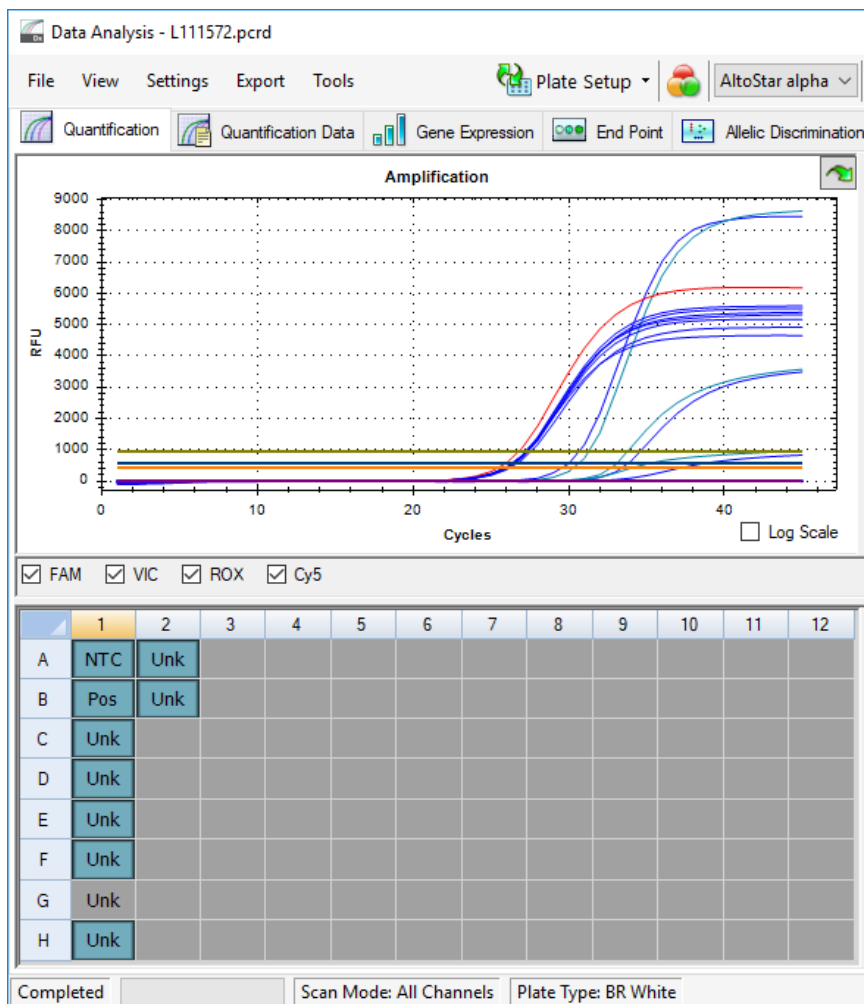 Data Analysis - L111572.pcrd
File View Settings Export Tools Plate Setup AltoStar alpha
Quantification Quantification Data Gene Expression End Point Allelic Discrimination
Amplification
9000
8000
7000
6000
5000
4000
3000
2000
1000
0
RFU
0 10 20 30 40
Cycles
Log Scale
FAM VIC ROX Cy5
1 2 3 4 5 6 7 8 9 10 11 12
A NTC Unk
B Pos Unk
C Unk
D Unk
E Unk
F Unk
G Unk
H Unk
Completed Scan Mode: All Channels Plate Type: BR White